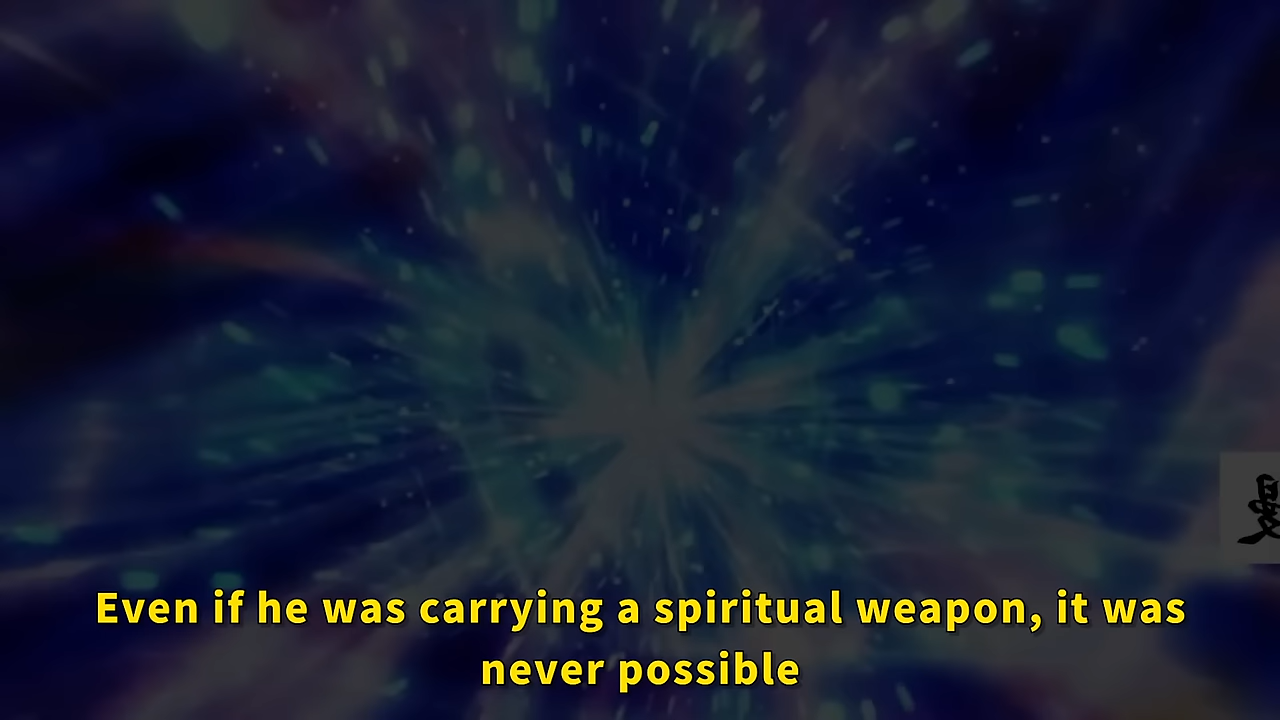 Even if he was carrying a spiritual weapon, it was
never possible